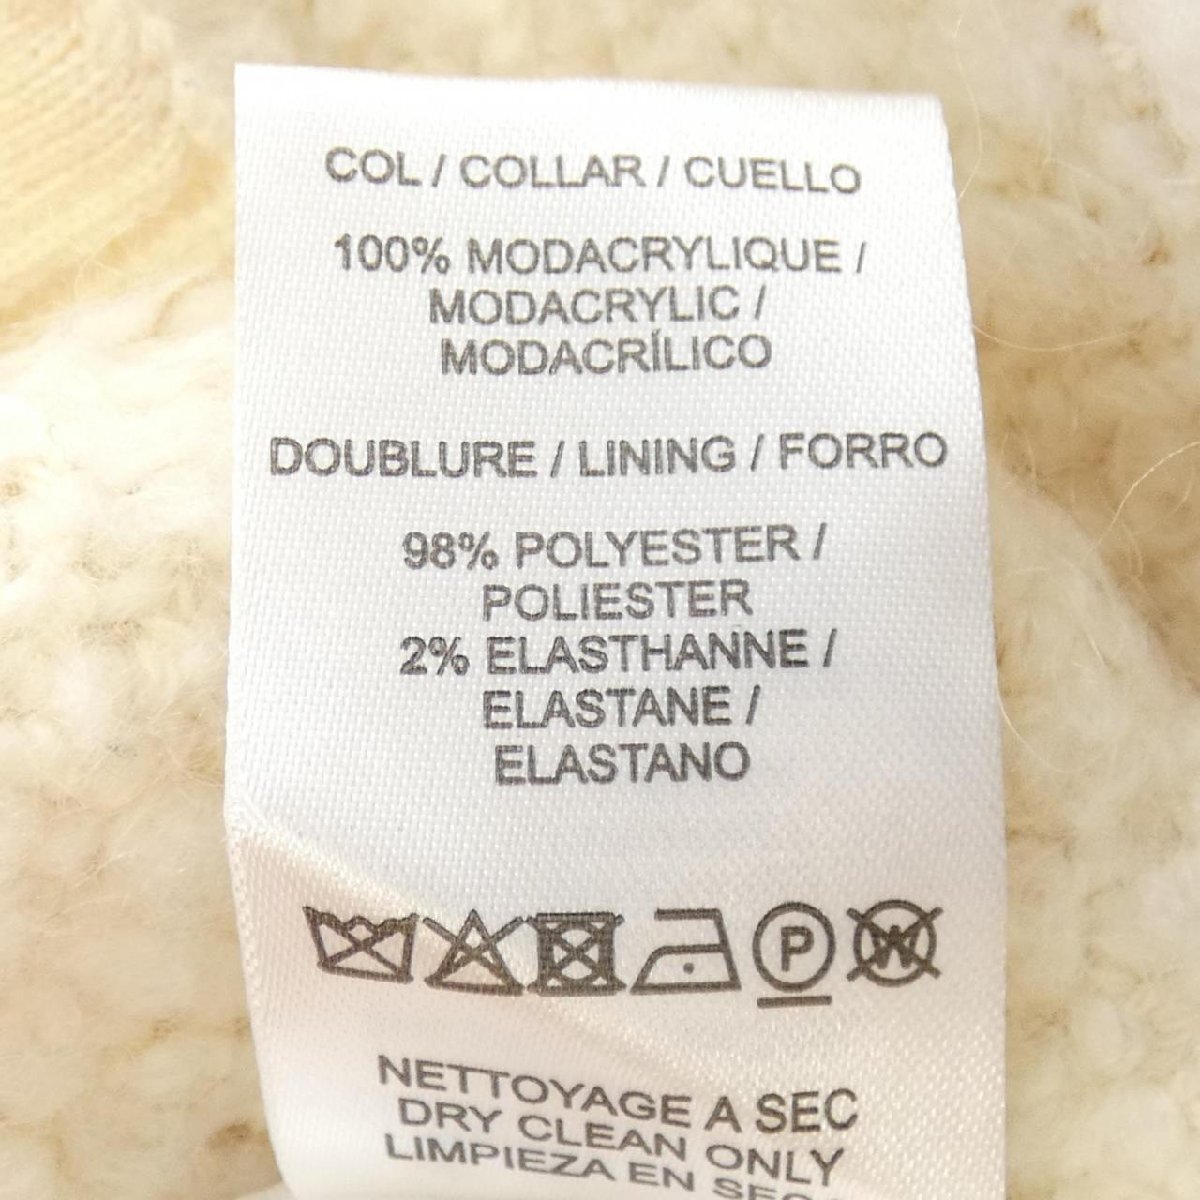 COL / COLLAR / CUELLO
100% MODACRYLIQUE /
MODACRYLIC /
MODACRÍLICO
DOUBLURE / LINING / FORRO
98% POLYESTER /
POLIESTER
2% ELASTHANNE /
ELASTANE /
ELASTANO
P W
NETTOYAGE A SEC
DRY CLEAN ONLY
LIMPIEZA EN SECO